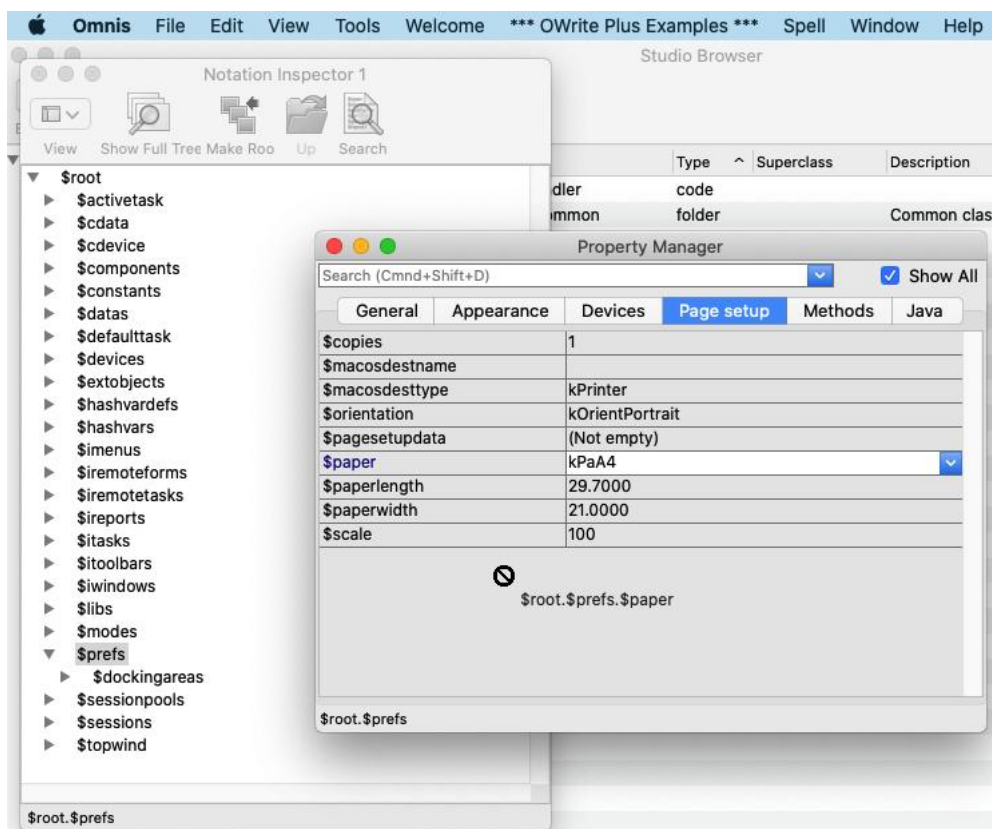 Omnis File Edit View Tools Welcome *** OWrite Plus Examples *** Spell Window Help
Studio Browser
Notation Inspector 1
View Show Full Tree Make Roo Up Search
Type Superclass Description
dler code
mmon folder Common clas
$root
$activetask
$cdata
$cdevice
$components
$constants
$datas
$defaulttask
$devices
$extobjects
$hashvardefs
$hashvars
$imenus
$iremoteforms
$iremotetasks
$ireports
$itasks
$itoolbars
$iwindows
$libs
$modes
$prefs
$dockingareas
$sessionpools
$sessions
$topwind
$root.$prefs
Property Manager
Search (Cmnd+Shift+D) Show All
General Appearance Devices Page setup Methods Java
$copies 1
$macosdestname
$macosdesttype kPrinter
$orientation kOrientPortrait
$pagesetupdata (Not empty)
$paper kPaA4
$paperlength 29.7000
$paperwidth 21.0000
$scale 100
$root.$prefs.$paper
$root.$prefs